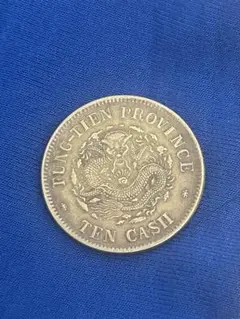 FUNG-TIEN PROVINCE
TEN CASH